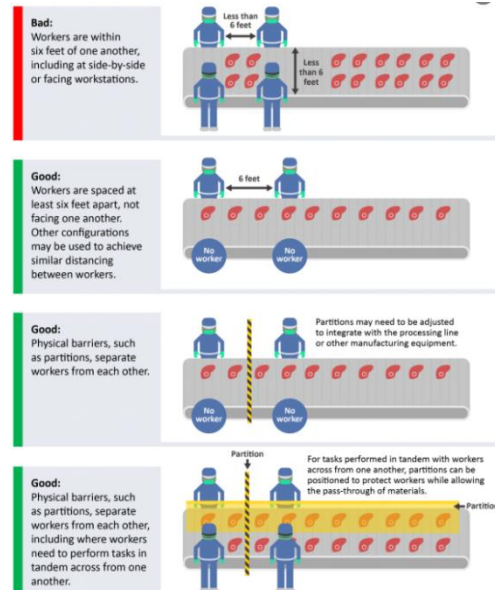 Bad:
Workers are within
six feet of one another,
including at side-by-side
or facing workstations.
Less than
6 feet
Less
than 6
feet
Good:
Workers are spaced at
least six feet apart, not
facing one another.
Other configurations
may be used to achieve
similar distancing
between workers.
6 feet
No
worker
No
worker
Good:
Physical barriers, such
as partitions, separate
workers from each other.
Partitions may need to be adjusted
to integrate with the processing line
or other manufacturing equipment.
No
worker
No
worker
Good:
Physical barriers, such
as partitions, separate
workers from each other,
including where workers
need to perform tasks in
tandem across from one
another.
Partition
For tasks performed in tandem with workers
across from one another, partitions can be
positioned to protect workers while allowing
the pass-through of materials.
Partitio